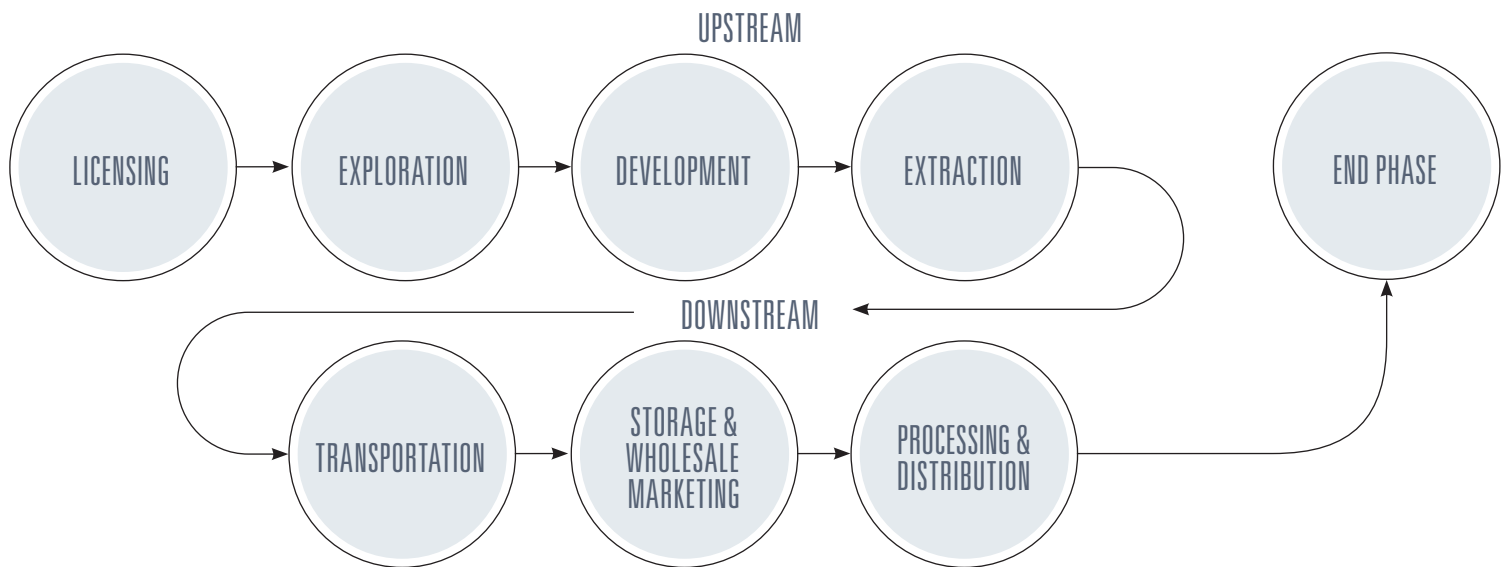 UPSTREAM
LICENSING
EXPLORATION
DEVELOPMENT
EXTRACTION
END PHASE
DOWNSTREAM
TRANSPORTATION
STORAGE &
WHOLESALE
MARKETING
PROCESSING &
DISTRIBUTION